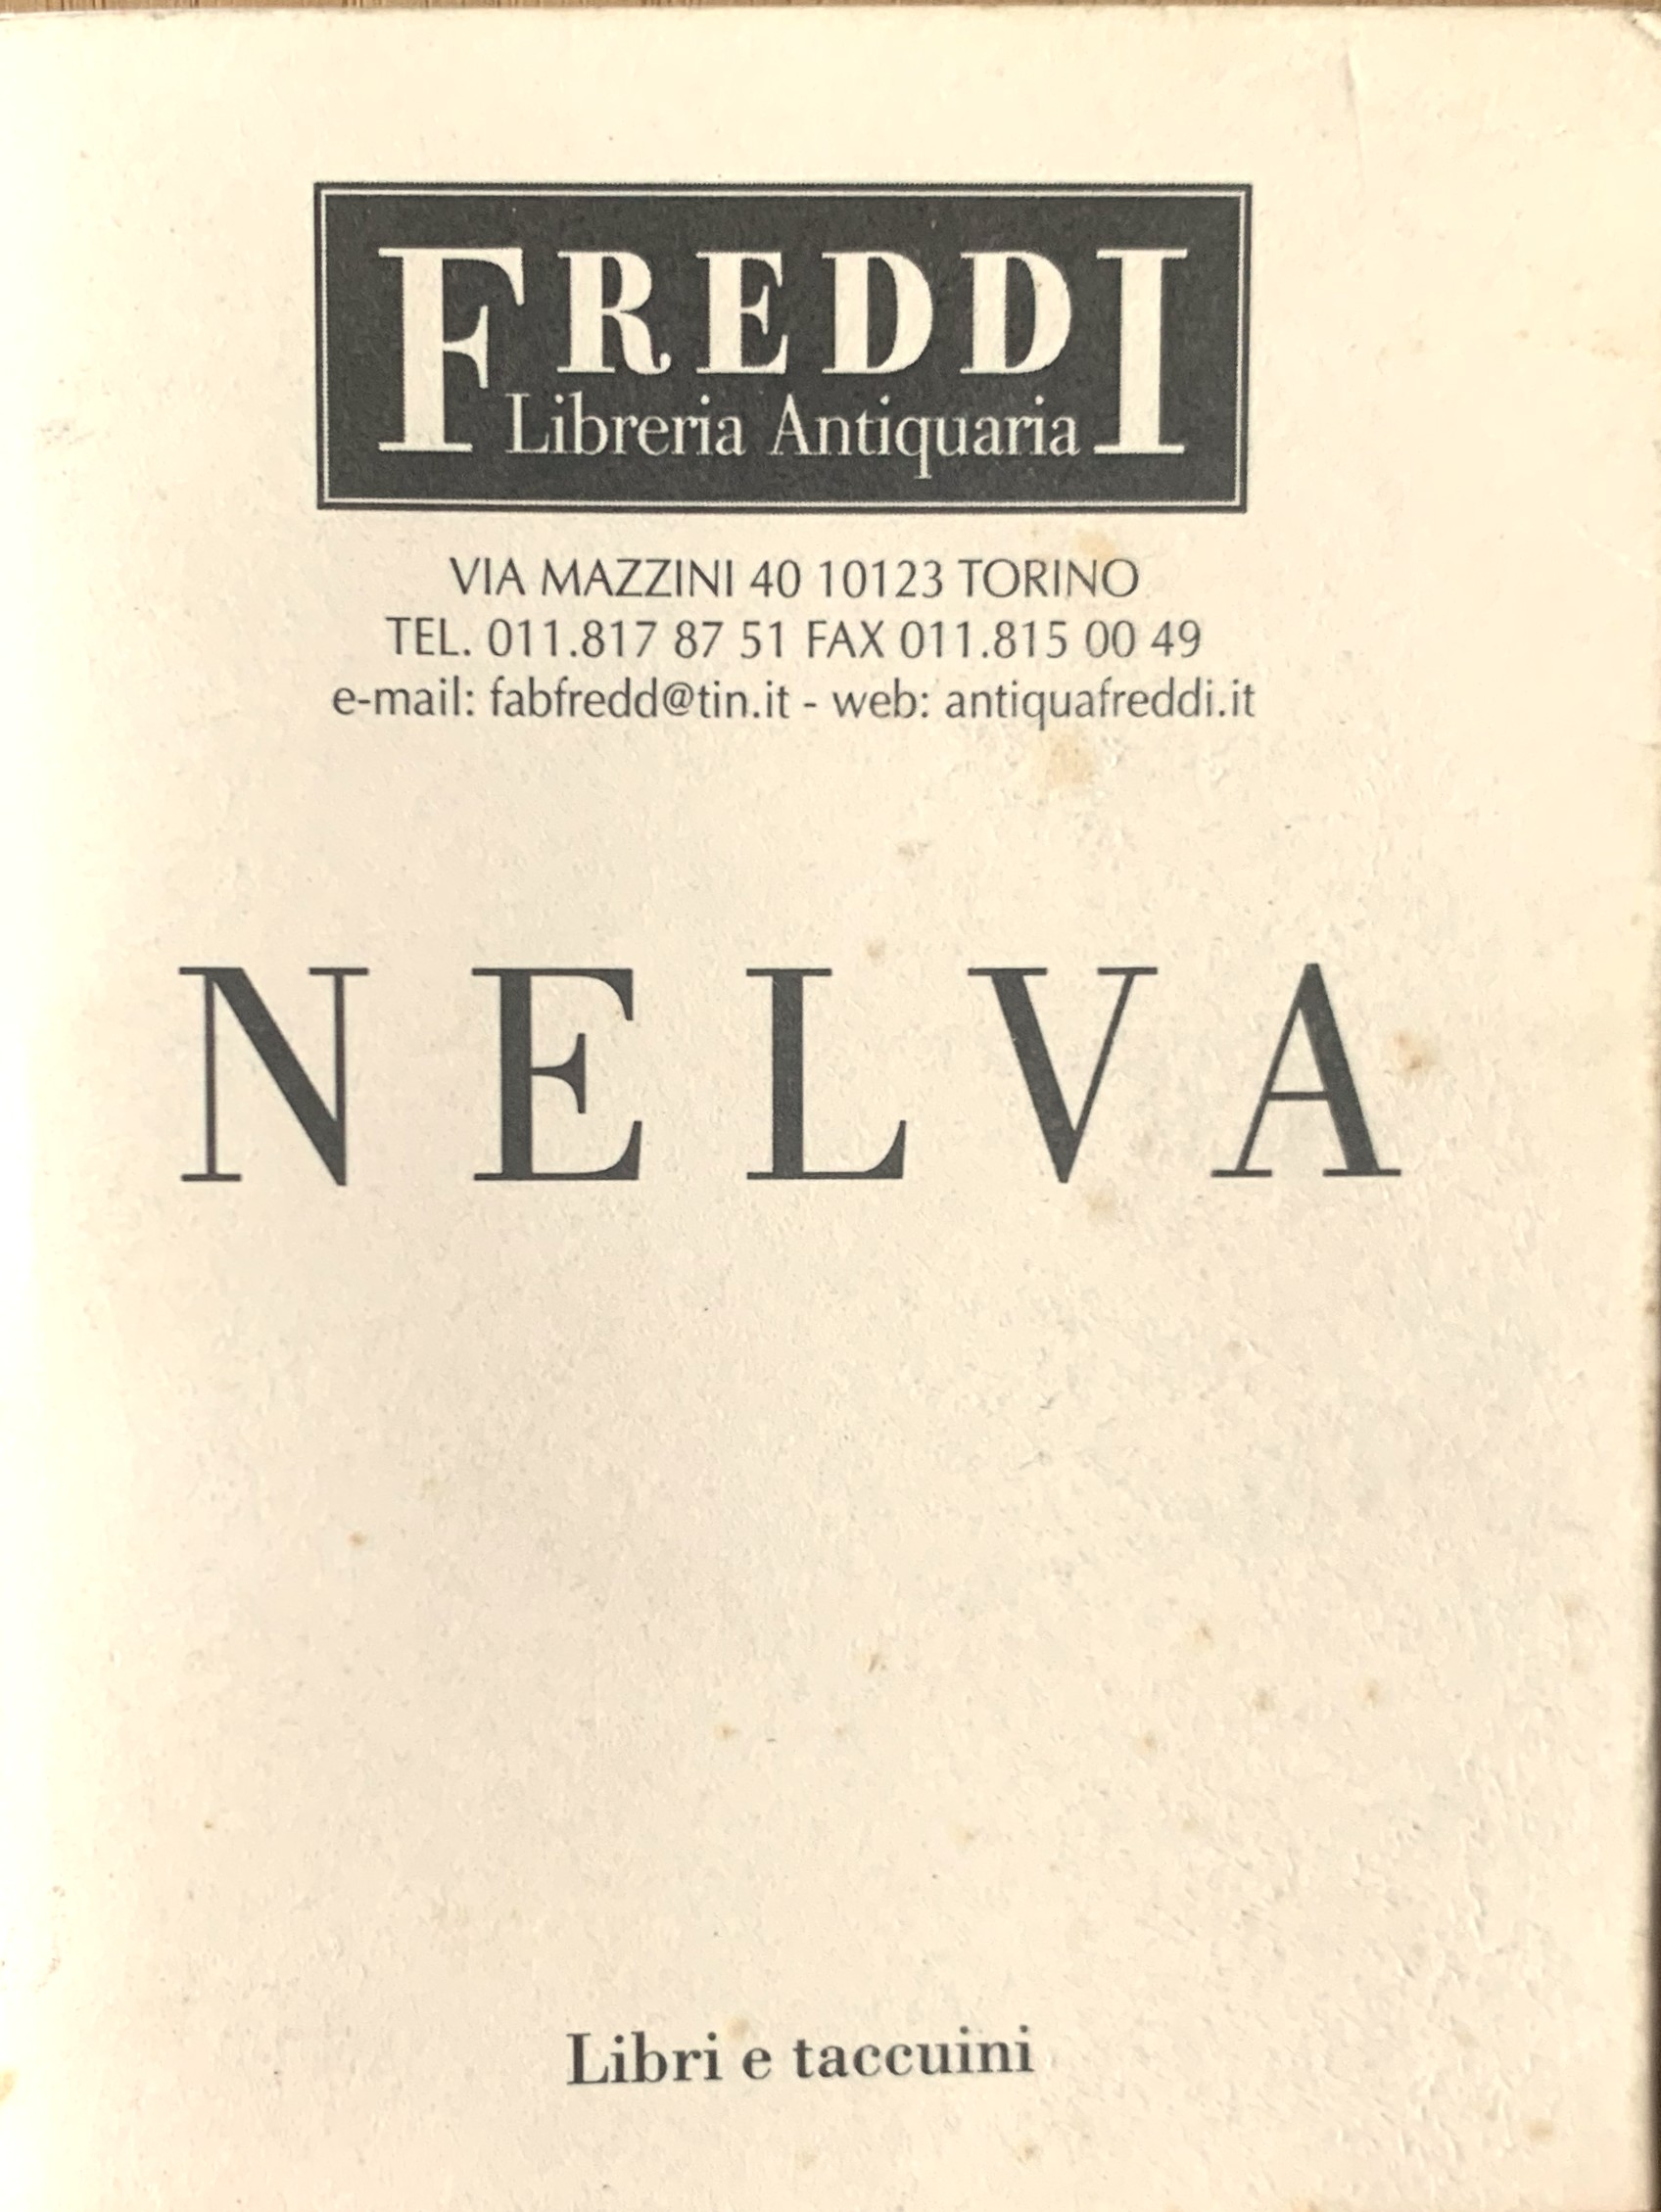 FREDDI
Libreria Antiquaria
VIA MAZZINI 40 10123 TORINO
TEL. 011.817 87 51 FAX 011.815 00 49
e-mail: fabfredd@tin.it - web: antiquafreddi.it
NELVA
Libri e taccuini